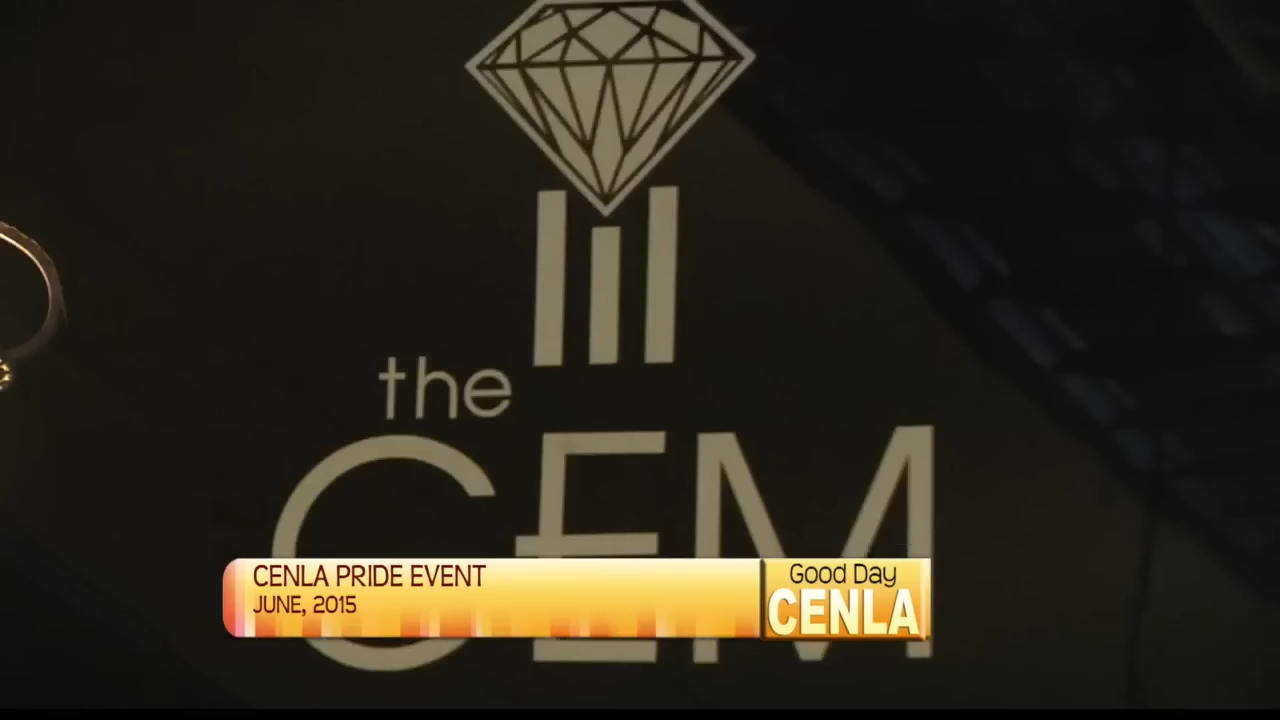 the
GEM
CENLA PRIDE EVENT
JUNE, 2015
Good Day
CENLA